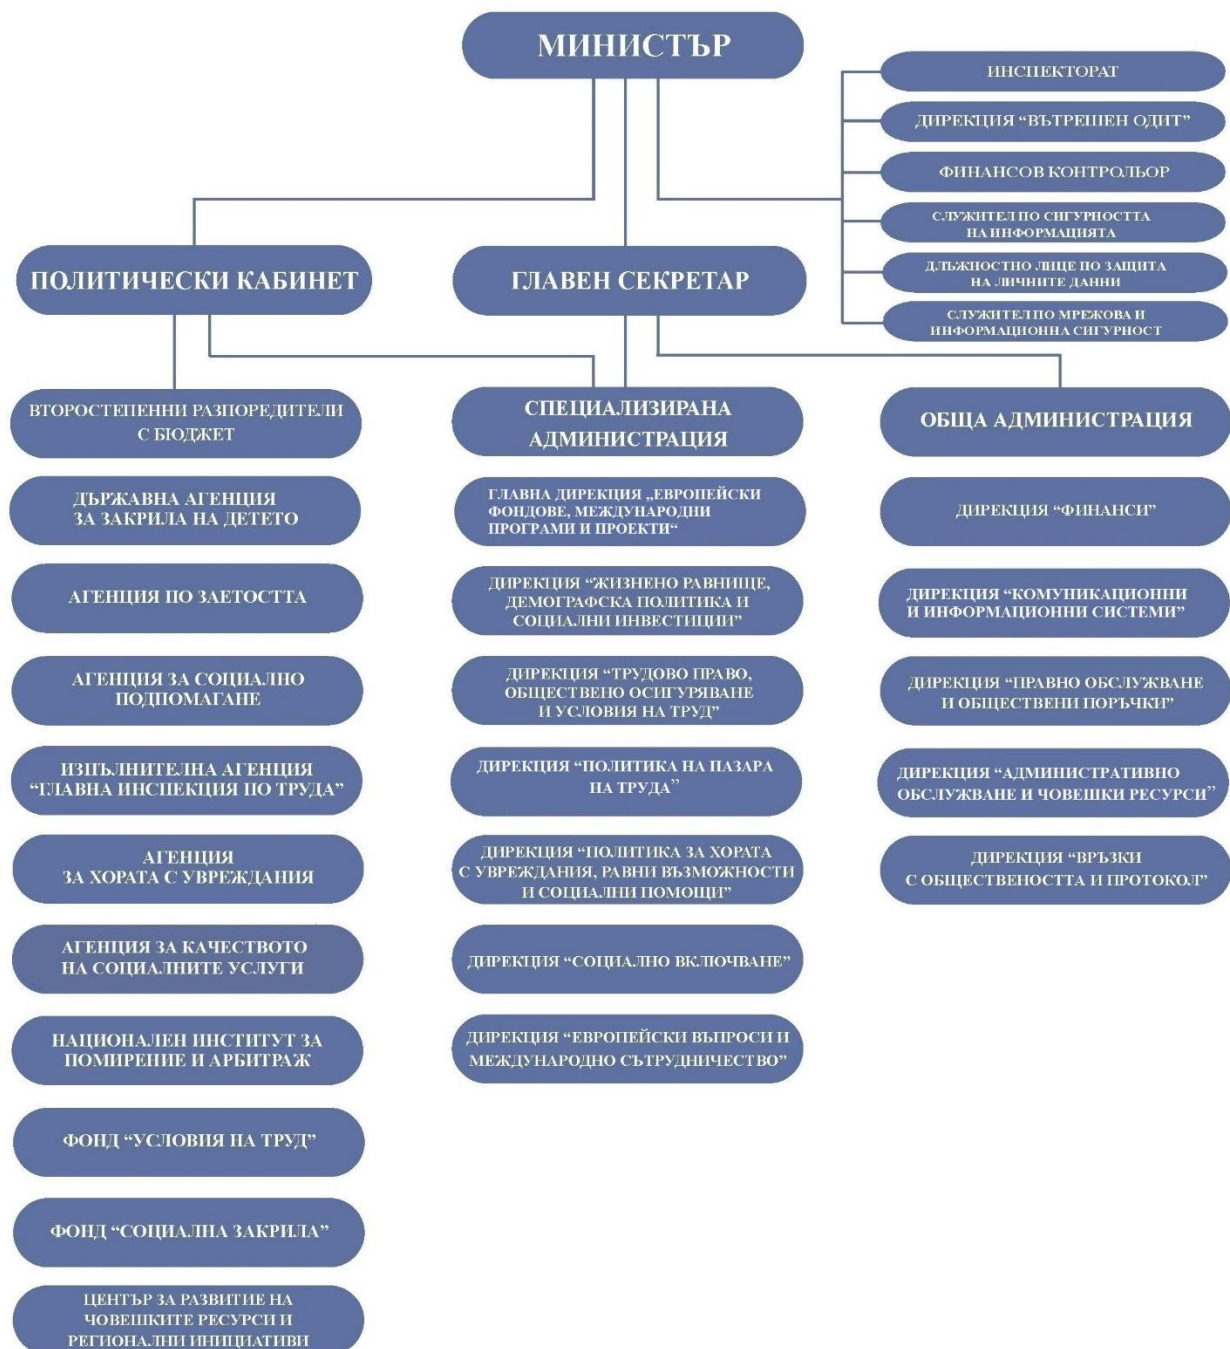 МИНИСТЪР
ИНСПЕКТОРАТ
ДИРЕКЦИЯ “ВЪТРЕШЕН ОДИТ”
ФИНАНСОВ КОНТРОЛЬОР
СЛУЖИТЕЛ ПО СИГУРНОСТТА
НА ИНФОРМАЦИЯТА
ДЛЪЖНОСТНО ЛИЦЕ ПО ЗАЩИТА
НА ЛИЧНИТЕ ДАННИ
СЛУЖИТЕЛ ПО МРЕЖОВА И
ИНФОРМАЦИОННА СИГУРНОСТ
ПОЛИТИЧЕСКИ КАБИНЕТ
ГЛАВЕН СЕКРЕТАР
ВТОРОСТЕПЕННИ РАЗПОРЕДИТЕЛИ
С БЮДЖЕТ
ДЪРЖАВНА АГЕНЦИЯ
ЗА ЗАКРИЛА НА ДЕТЕТО
АГЕНЦИЯ ПО ЗАЕТОСТТА
АГЕНЦИЯ ЗА СОЦИАЛНО
ПОДПОМАГАНЕ
ИЗПЪЛНИТЕЛНА АГЕНЦИЯ
“ГЛАВНА ИНСПЕКЦИЯ ПО ТРУДА”
АГЕНЦИЯ
ЗА ХОРАТА С УВРЕЖДАНИЯ
АГЕНЦИЯ ЗА КАЧЕСТВОТО
НА СОЦИАЛНИТЕ УСЛУГИ
НАЦИОНАЛЕН ИНСТИТУТ ЗА
ПОМИРЕНИЕ И АРБИТРАЖ
ФОНД “УСЛОВИЯ НА ТРУД”
ФОНД “СОЦИАЛНА ЗАКРИЛА”
ЦЕНТЪР ЗА РАЗВИТИЕ НА
ЧОВЕШКИТЕ РЕСУРСИ И
РЕГИОНАЛНИ ИНИЦИАТИВИ
СПЕЦИАЛИЗИРАНА
АДМИНИСТРАЦИЯ
ГЛАВНА ДИРЕКЦИЯ „ЕВРОПЕЙСКИ
ФОНДОВЕ, МЕЖДУНАРОДНИ
ПРОГРАМИ И ПРОЕКТИ“
ДИРЕКЦИЯ “ЖИЗНЕНО РАВНИЩЕ,
ДЕМОГРАФСКА ПОЛИТИКА И
СОЦИАЛНИ ИНВЕСТИЦИИ”
ДИРЕКЦИЯ “ТРУДОВО ПРАВО,
ОБЩЕСТВЕНО ОСИГУРЯВАНЕ
И УСЛОВИЯ НА ТРУД”
ДИРЕКЦИЯ “ПОЛИТИКА НА ПАЗАРА
НА ТРУДА”
ДИРЕКЦИЯ “ПОЛИТИКА ЗА ХОРАТА
С УВРЕЖДАНИЯ, РАВНИ ВЪЗМОЖНОСТИ
И СОЦИАЛНИ ПОМОЩИ”
ДИРЕКЦИЯ “СОЦИАЛНО ВКЛЮЧВАНЕ”
ДИРЕКЦИЯ “ЕВРОПЕЙСКИ ВЪПРОСИ И
МЕЖДУНАРОДНО СЪТРУДНИЧЕСТВО”
ОБЩА АДМИНИСТРАЦИЯ
ДИРЕКЦИЯ “ФИНАНСИ”
ДИРЕКЦИЯ “КОМУНИКАЦИОННИ
И ИНФОРМАЦИОННИ СИСТЕМИ”
ДИРЕКЦИЯ “ПРАВНО ОБСЛУЖВАНЕ
И ОБЩЕСТВЕНИ ПОРЪЧКИ”
ДИРЕКЦИЯ “АДМИНИСТРАТИВНО
ОБСЛУЖВАНЕ И ЧОВЕШКИ РЕСУРСИ”
ДИРЕКЦИЯ “ВРЪЗКИ
С ОБЩЕСТВЕНОСТТА И ПРОТОКОЛ”